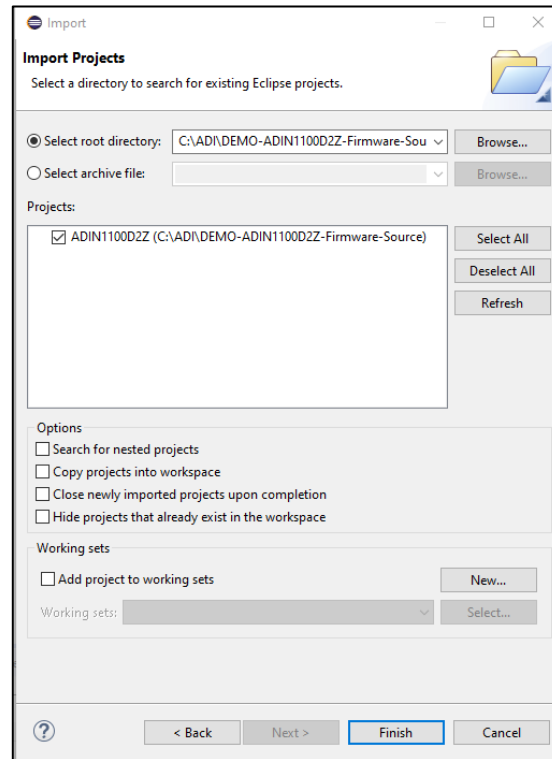 Import
Import Projects
Select a directory to search for existing Eclipse projects.
Select root directory: C:\ADI\DEMO-ADIN1100D2Z-Firmware-Sou Browse...
Select archive file: Browse...
Projects:
ADIN1100D2Z (C:\ADI\DEMO-ADIN1100D2Z-Firmware-Source) Select All
Deselect All
Refresh
Options
Search for nested projects
Copy projects into workspace
Close newly imported projects upon completion
Hide projects that already exist in the workspace
Working sets
Add project to working sets New...
Working sets: Select...
? < Back Next > Finish Cancel